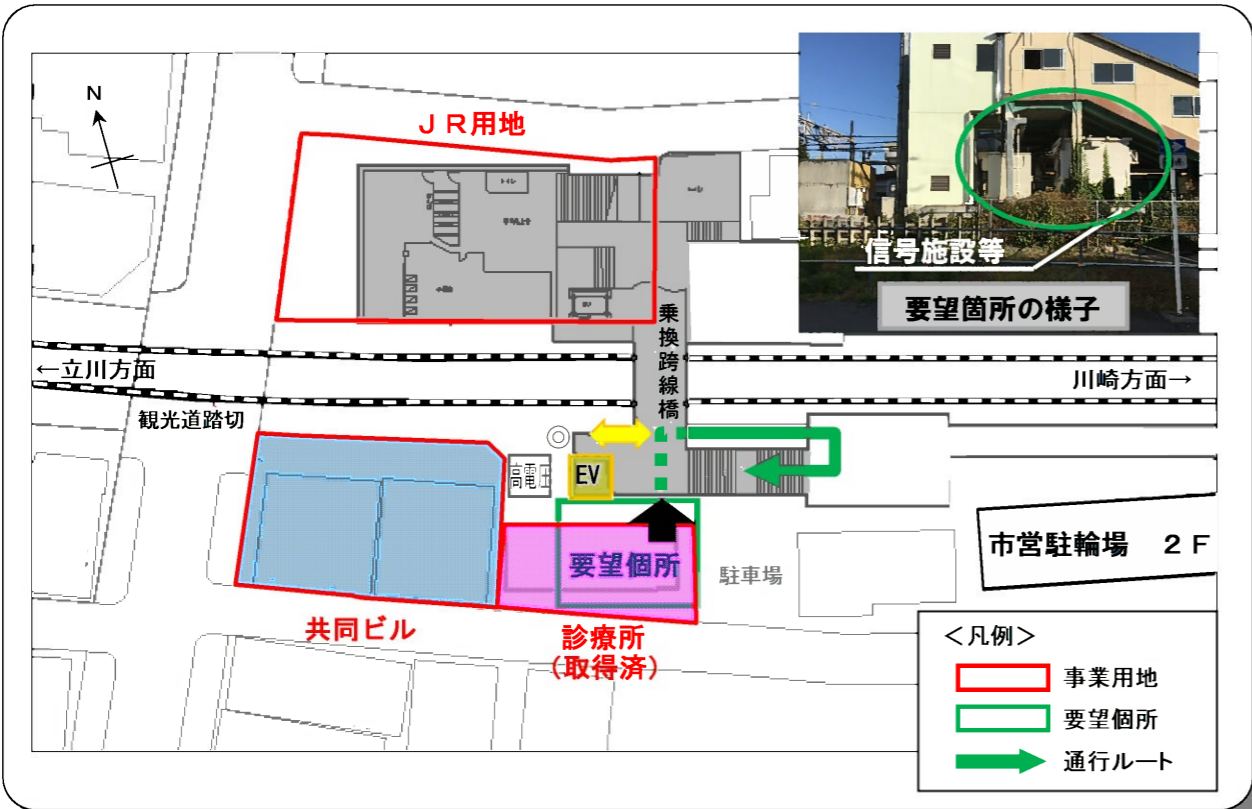 N
JR用地
トイレ
信号施設等
要望箇所の様子
乗換跨線橋
←立川方面
川崎方面→
観光道踏切
高電圧
EV
要望個所
駐車場
市営駐輪場 2F
共同ビル
診療所
(取得済)
<凡例>
事業用地
要望個所
通行ルート